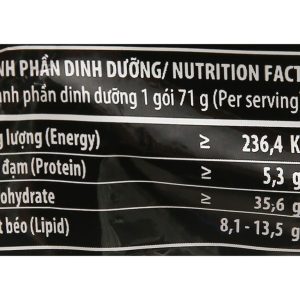 NH PHẦN DINH DƯỠNG/ NUTRITION FACT
ành phần dinh dưỡng 1 gói 71 g (Per serving)
g lượng (Energy) ≥ 236,4 K
đạm (Protein) ≥ 5,3 g
ohydrate ≥ 35,6 g
t béo (Lipid) 8,1 - 13,5 g